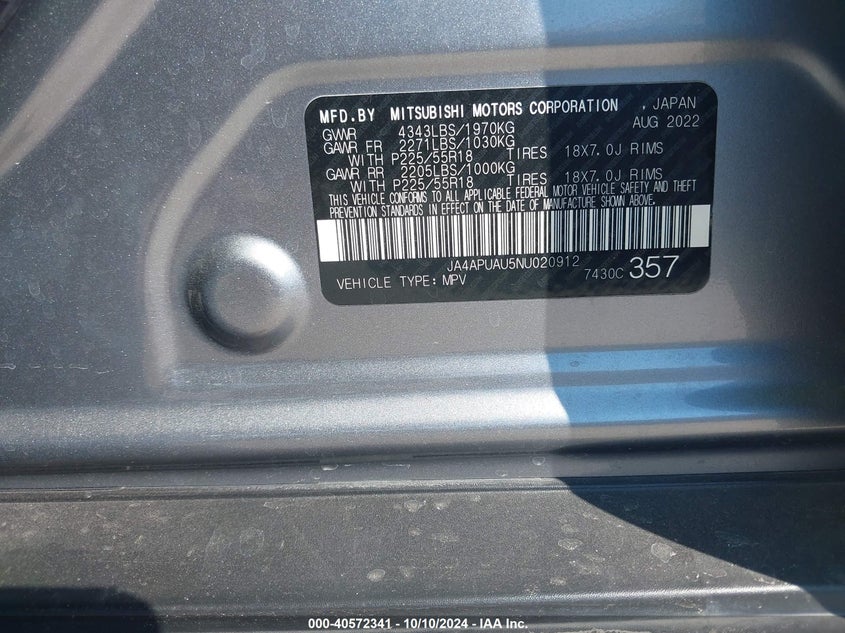 MFD.BY MITSUBISHI MOTORS CORPORATION . JAPAN
GVWR 4343LBS/1970KG AUG 2022
GAWR FR 2271LBS/1030KG
WITH P225/55R18 TIRES 18X7.0J RIMS
GAWR RR 2205LBS/1000KG
WITH P225/55R18 TIRES 18X7.0J RIMS
THIS VEHICLE CONFORMS TO ALL APPLICABLE FEDERAL MOTOR VEHICLE SAFETY AND THEFT
PREVENTION STANDARDS IN EFFECT ON THE DATE OF MANUFACTURE SHOWN ABOVE.
JA4APUAU5NU020912
VEHICLE TYPE: MPV 7430C 357
000-40572341 - 10/10/2024 - IAA Inc.